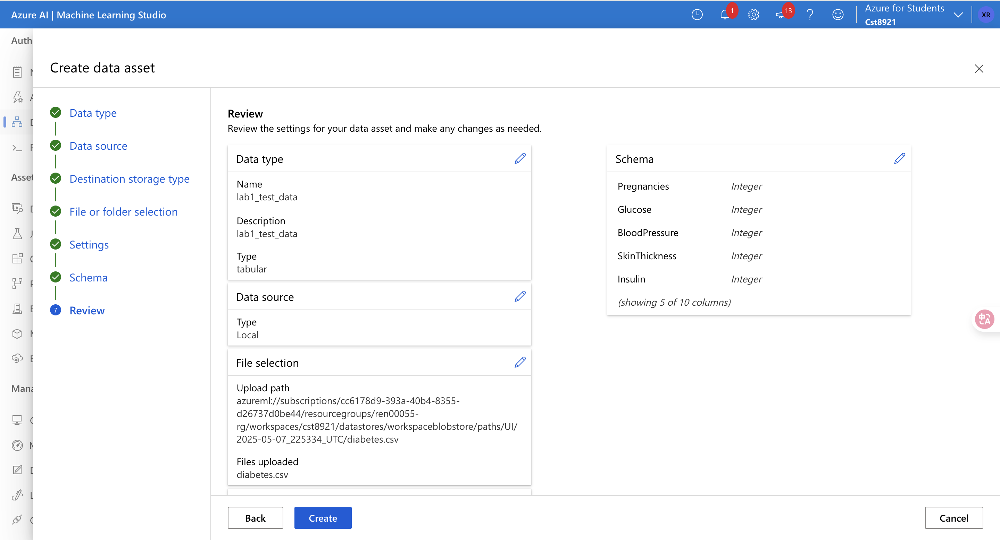 Azure AI | Machine Learning Studio
1
13
Azure for Students
Cst8921
XR
Create data asset
Data type
Data source
Destination storage type
File or folder selection
Settings
Schema
7 Review
Review
Review the settings for your data asset and make any changes as needed.
Data type
Name
lab1_test_data
Description
lab1_test_data
Type
tabular
Data source
Type
Local
File selection
Upload path
azureml://subscriptions/cc6178d9-393a-40b4-8355-
d26737d0be44/resourcegroups/ren00055-
rg/workspaces/cst8921/datastores/workspaceblobstore/paths/UI/
2025-05-07_225334_UTC/diabetes.csv
Files uploaded
diabetes.csv
Schema
Pregnancies Integer
Glucose Integer
BloodPressure Integer
SkinThickness Integer
Insulin Integer
(showing 5 of 10 columns)
中A
Back
Create
Cancel